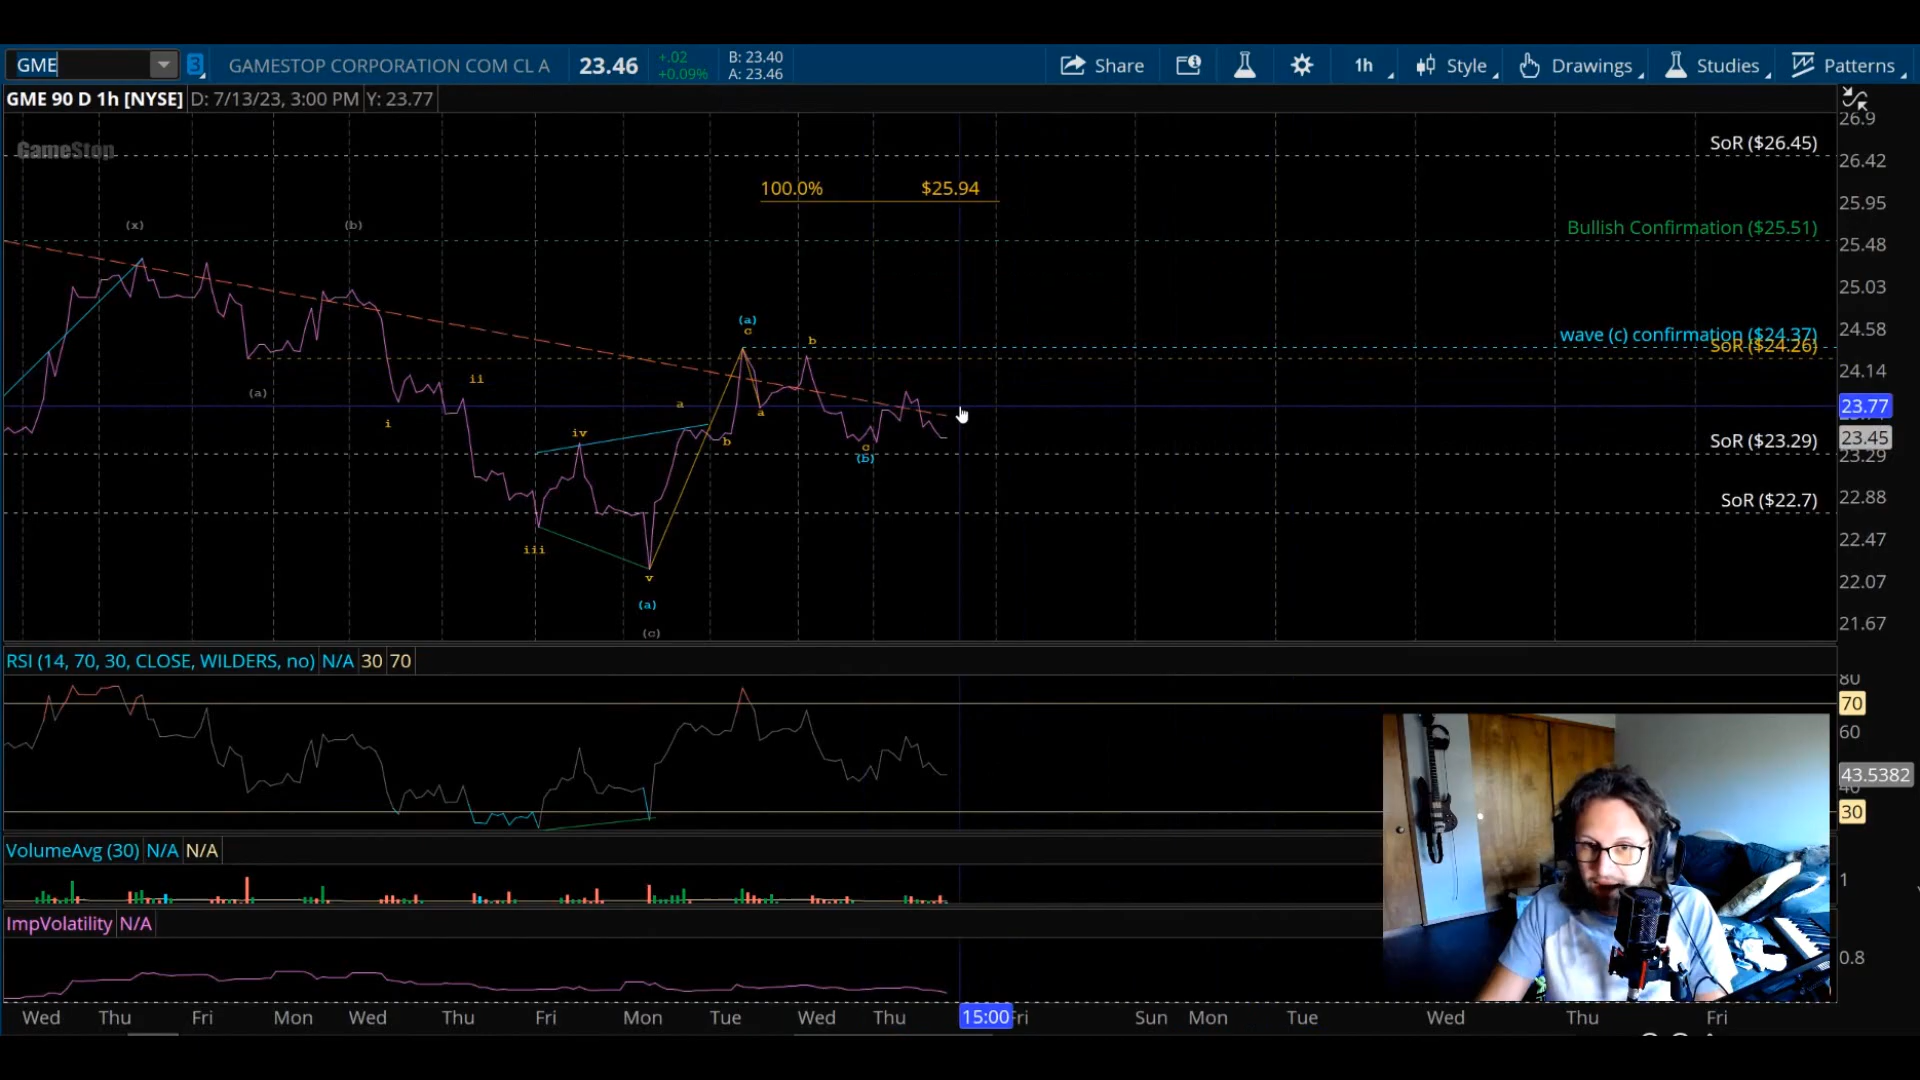 GME
3
GAMESTOP CORPORATION COM CL A
23.46
+.02
+0.09%
B: 23.40
A: 23.46
Share
1h
Style
Drawings
Studies
Patterns
GME 90 D 1h [NYSE]
D: 7/13/23, 3:00 PM
Y: 23.77
GameStop
26.9
SoR ($26.45)
26.42
100.0% $25.94
25.95
(x)
(b)
Bullish Confirmation ($25.51)
25.48
25.03
(a)
c
b
wave (c) confirmation ($24.37)
SoR ($24.26)
24.58
24.14
ii
(a)
a
a
23.77
i
iv
b
c
(b)
SoR ($23.29)
23.45
23.29
SoR ($22.7)
22.88
iii
22.47
v
22.07
(a)
(c)
21.67
RSI (14, 70, 30, CLOSE, WILDERS, no) N/A 30 70
80
70
60
43.5382
40
30
VolumeAvg (30) N/A N/A
1
ImpVolatility N/A
0.8
Wed Thu Fri Mon Wed Thu Fri Mon Tue Wed Thu 15:00 Fri Sun Mon Tue Wed Thu Fri